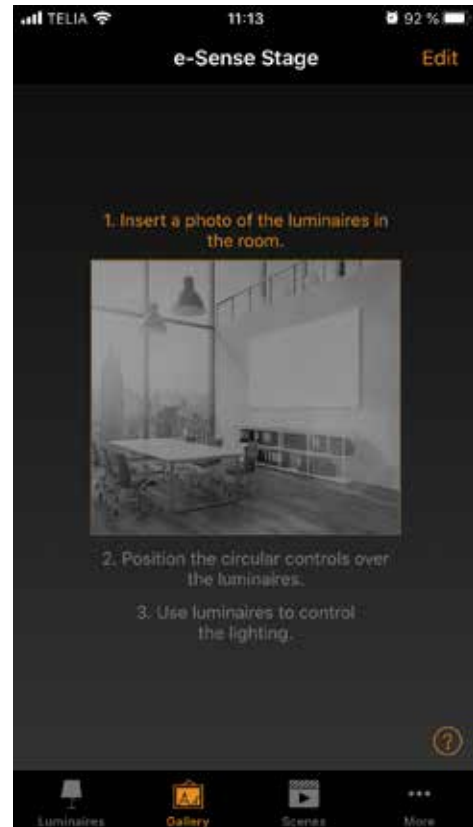 TELIA 11:13 92 %
e-Sense Stage Edit
1. Insert a photo of the luminaires in
the room.
2. Position the circular controls over
the luminaires.
3. Use luminaires to control
the lighting.
?
Luminaires Gallery Scenes More